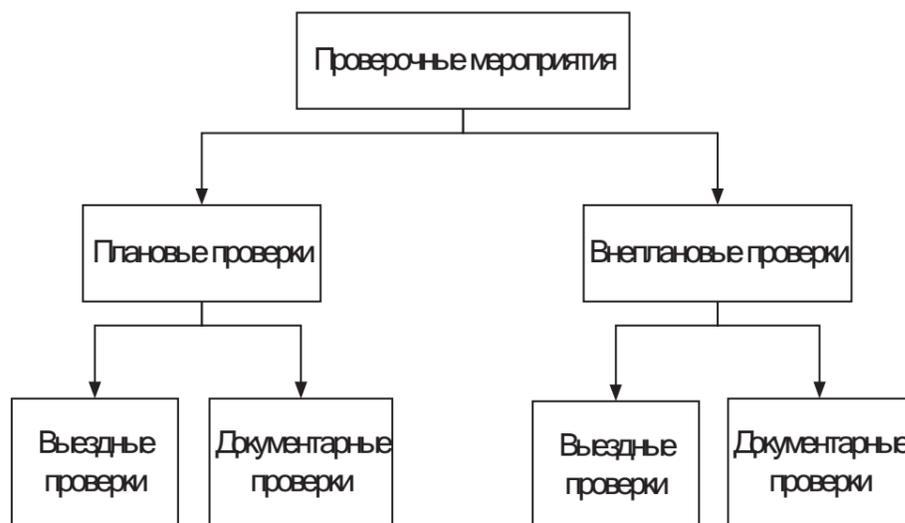 Проверочные мероприятия
Плановые проверки
Внеплановые проверки
Выездные
проверки
Документарные
проверки
Выездные
проверки
Документарные
проверки